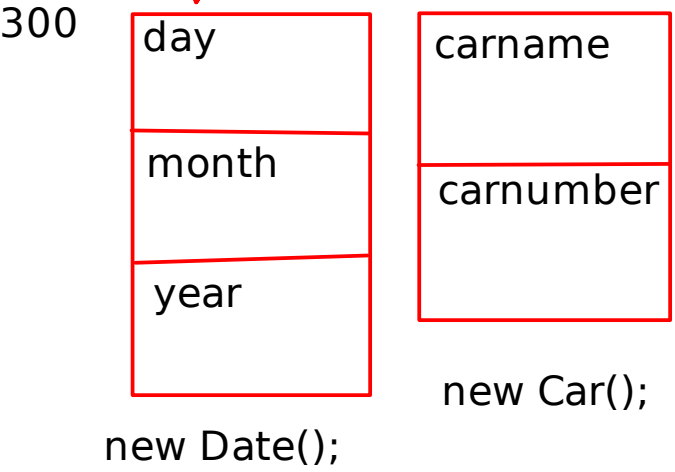 300
day
month
year
new Date();
carname
carnumber
new Car();